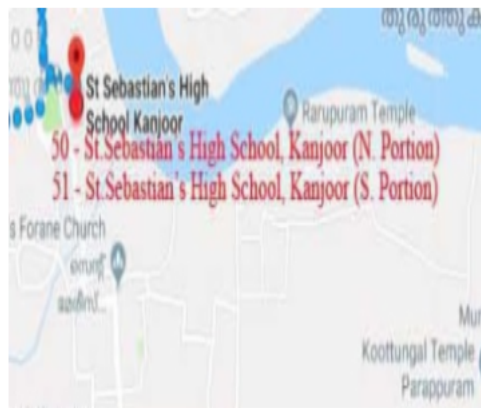 തുരുത്തുക
St Sebastian's High
School Kanjoor
Rarupuram Temple
50 - St.Sebastian's High School, Kanjoor (N. Portion)
51 - St.Sebastian's High School, Kanjoor (S. Portion)
s Forane Church
സെന്റ്
മേരീസ്...
Mur
Koottungal Temple
Parappuram